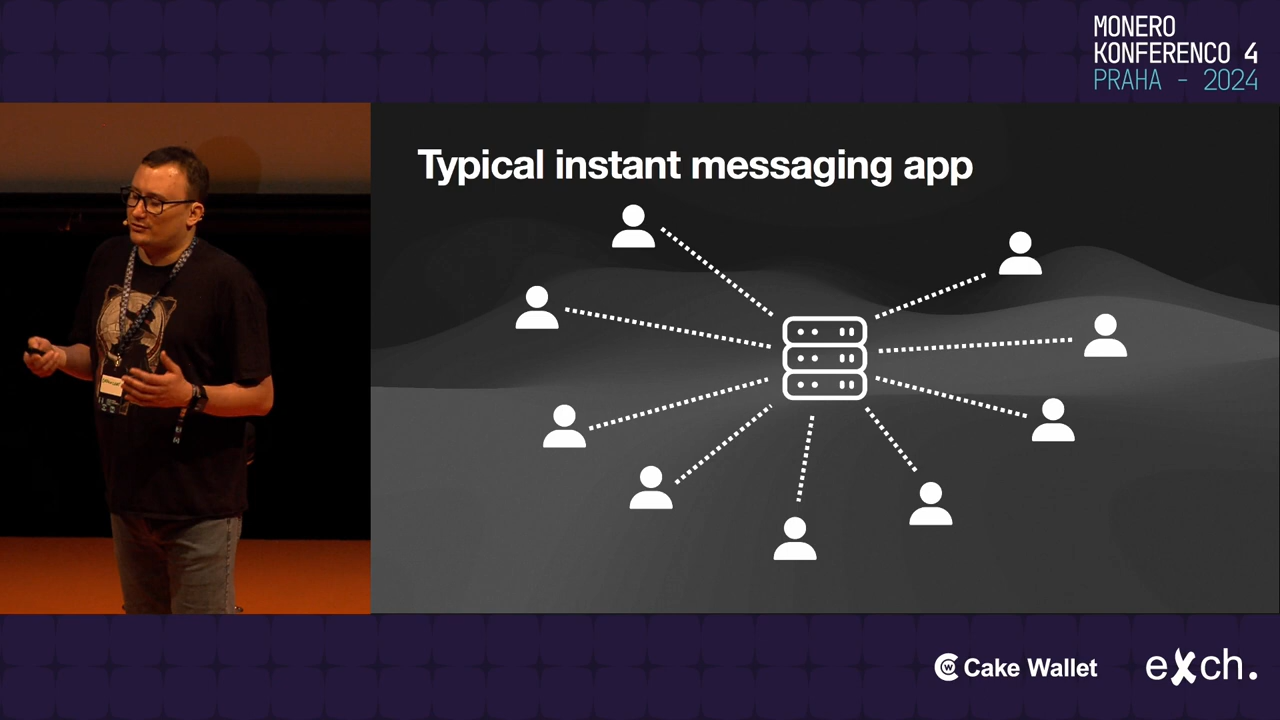 MONERO
KONFERENCO 4
PRAHA - 2024
Typical instant messaging app
Cake Wallet
eXch.